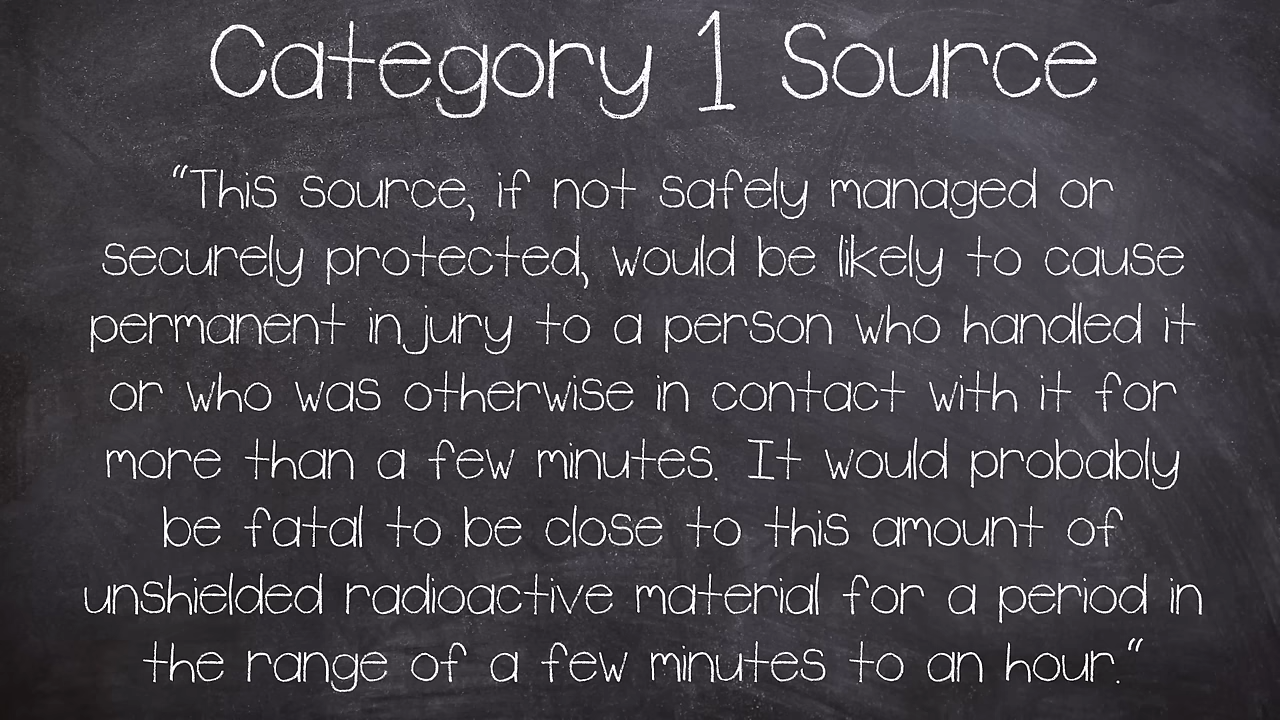 Category 1 Source
"This source, if not safely managed or
securely protected, would be likely to cause
permanent injury to a person who handled it
or who was otherwise in contact with it for
more than a few minutes. It would probably
be fatal to be close to this amount of
unshielded radioactive material for a period in
the range of a few minutes to an hour."